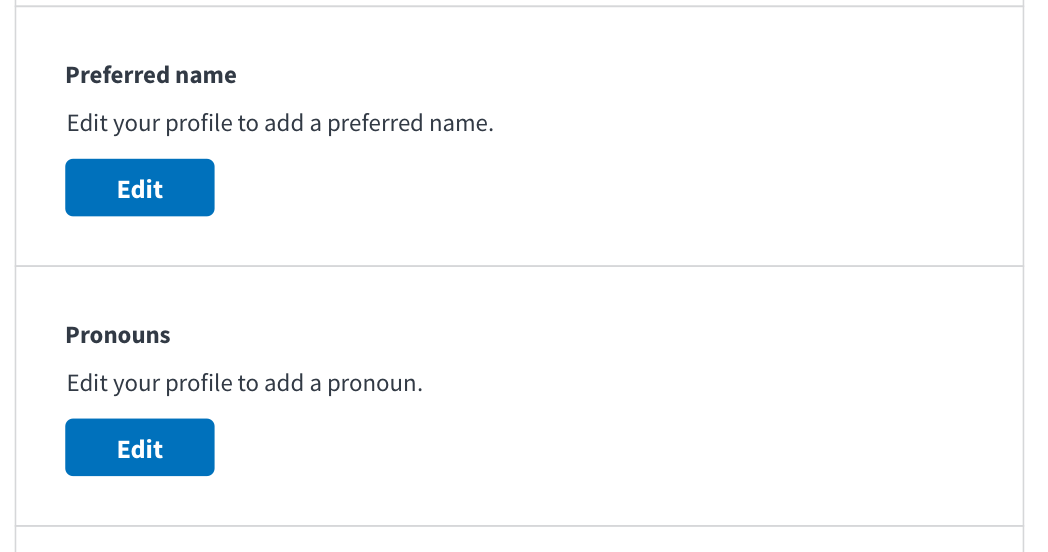 Preferred name
Edit your profile to add a preferred name.
Edit
Pronouns
Edit your profile to add a pronoun.
Edit